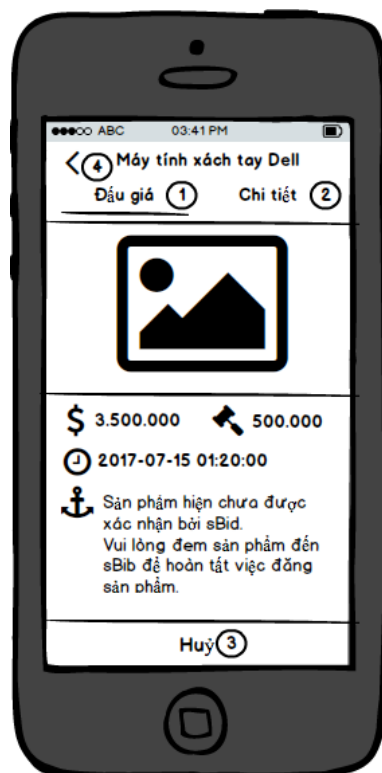 ABC 03:41 PM
4 Máy tính xách tay Dell
Đấu giá 1 Chi tiết 2
$ 3.500.000 500.000
2017-07-15 01:20:00
Sản phẩm hiện chưa được
xác nhận bởi sBid.
Vui lòng đem sản phẩm đến
sBib để hoàn tất việc đăng
sản phẩm.
Huỷ 3